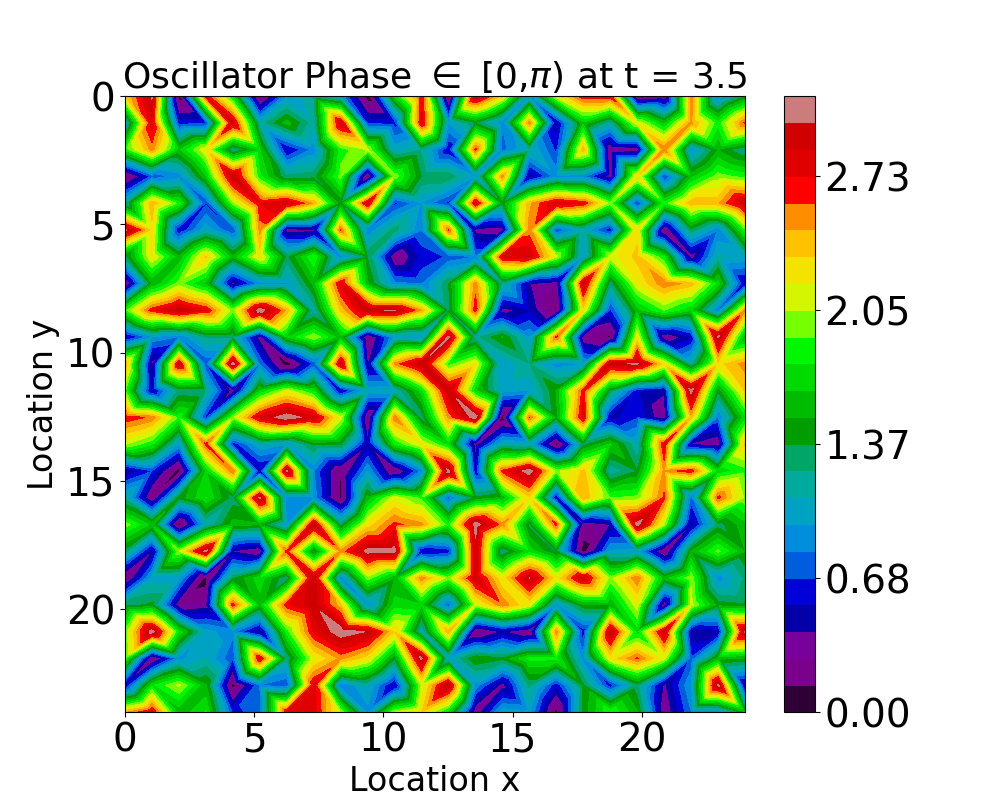 Oscillator Phase ∈ [0,π) at t = 3.5
0
5
10
15
20
Location y
0 5 10 15 20
Location x
2.73
2.05
1.37
0.68
0.00